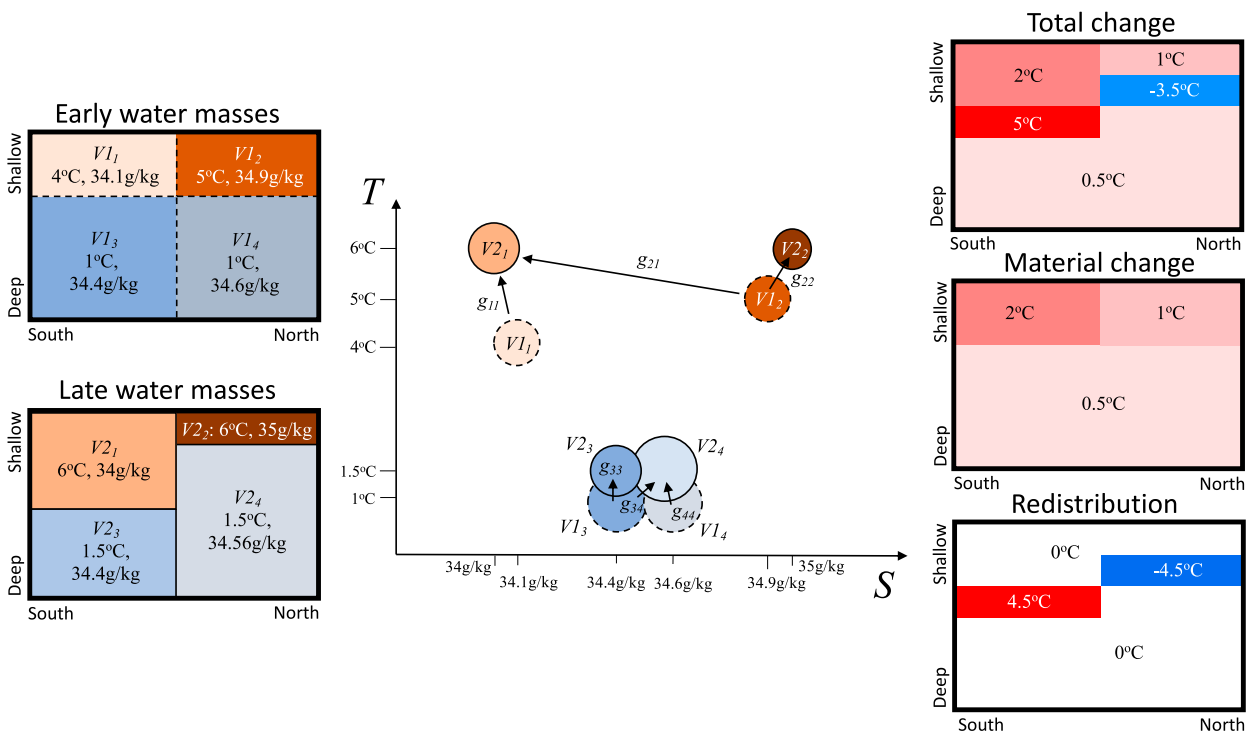 Early water masses
Shallow
Deep
V1₁
4°C, 34.1g/kg
V1₂
5°C, 34.9g/kg
V1₃
1°C,
34.4g/kg
V1₄
1°C,
34.6g/kg
South
North
Late water masses
Shallow
Deep
V2₁
6°C, 34g/kg
V2₂: 6°C, 35g/kg
V2₃
1.5°C,
34.4g/kg
V2₄
1.5°C,
34.56g/kg
South
North
T
6°C
5°C
4°C
1.5°C
1°C
V2₁
V2₂
g₂₁
g₂₂
g₁₁
V1₂
V1₁
V2₃
V2₄
g₃₃
g₃₄
g₄₄
V1₃
V1₄
34g/kg
34.1g/kg
34.4g/kg
34.6g/kg
34.9g/kg
35g/kg
S
Total change
Shallow
Deep
2°C
1°C
-3.5°C
5°C
0.5°C
South
North
Material change
Shallow
Deep
2°C
1°C
0.5°C
South
North
Redistribution
Shallow
Deep
0°C
-4.5°C
4.5°C
0°C
South
North